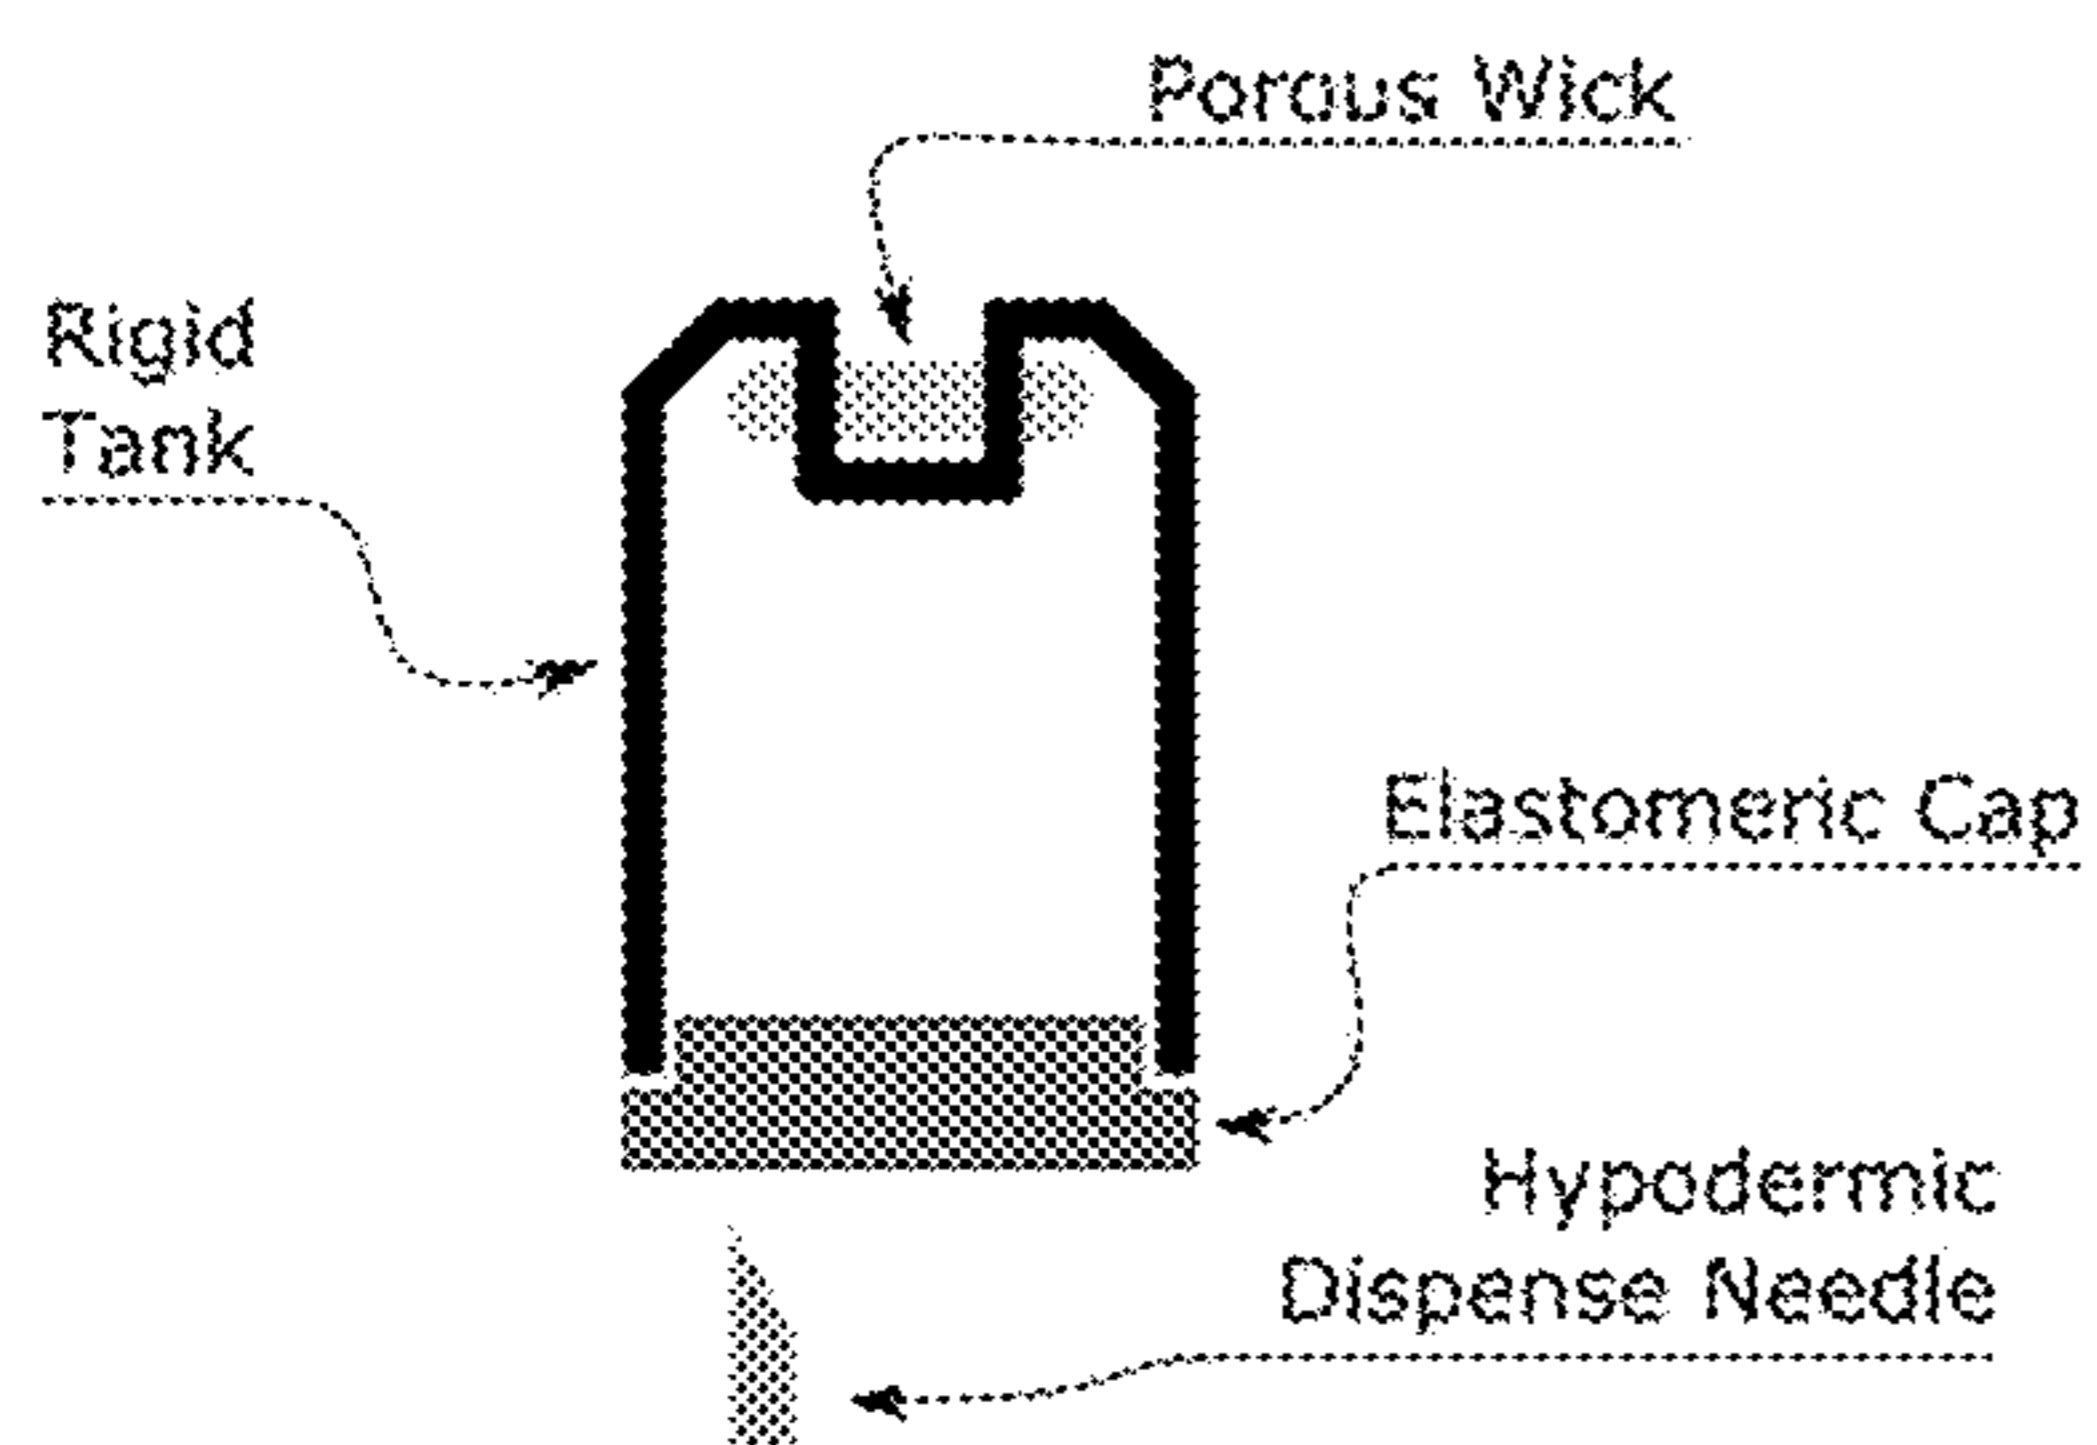 Porous Wick
Rigid
Tank
Elastomeric Cap
Hypodermic
Dispense Needle